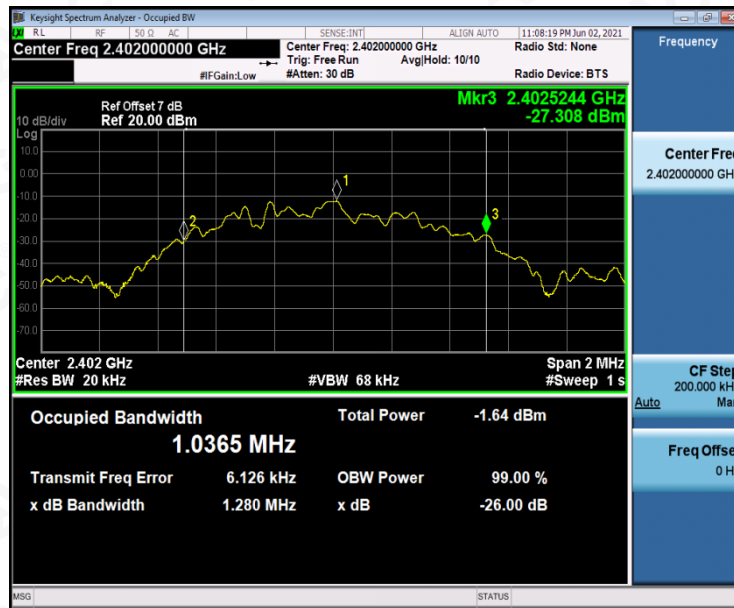 Keysight Spectrum Analyzer - Occupied BW
LXI RL RF 50 Ω AC SENSE:INT ALIGN AUTO 11:08:19 PM Jun 02, 2021
Center Freq 2.402000000 GHz
Center Freq: 2.402000000 GHz
Radio Std: None
Trig: Free Run
Avg|Hold: 10/10
#IFGain:Low
#Atten: 30 dB
Radio Device: BTS
Mkr3 2.4025244 GHz
-27.308 dBm
Ref Offset 7 dB
10 dB/div
Ref 20.00 dBm
Log
10.0
0.00
-10.0
-20.0
-30.0
-40.0
-50.0
-60.0
-70.0
1
2
3
Center 2.402 GHz
Span 2 MHz
#Res BW 20 kHz
#VBW 68 kHz
#Sweep 1 s
Occupied Bandwidth
1.0365 MHz
Total Power -1.64 dBm
Transmit Freq Error 6.126 kHz
OBW Power 99.00 %
x dB Bandwidth 1.280 MHz
x dB -26.00 dB
MSG
STATUS
Frequency
Center Fre
2.402000000 GH
CF Ste
200.000 kH
Auto Ma
Freq Offse
0 H